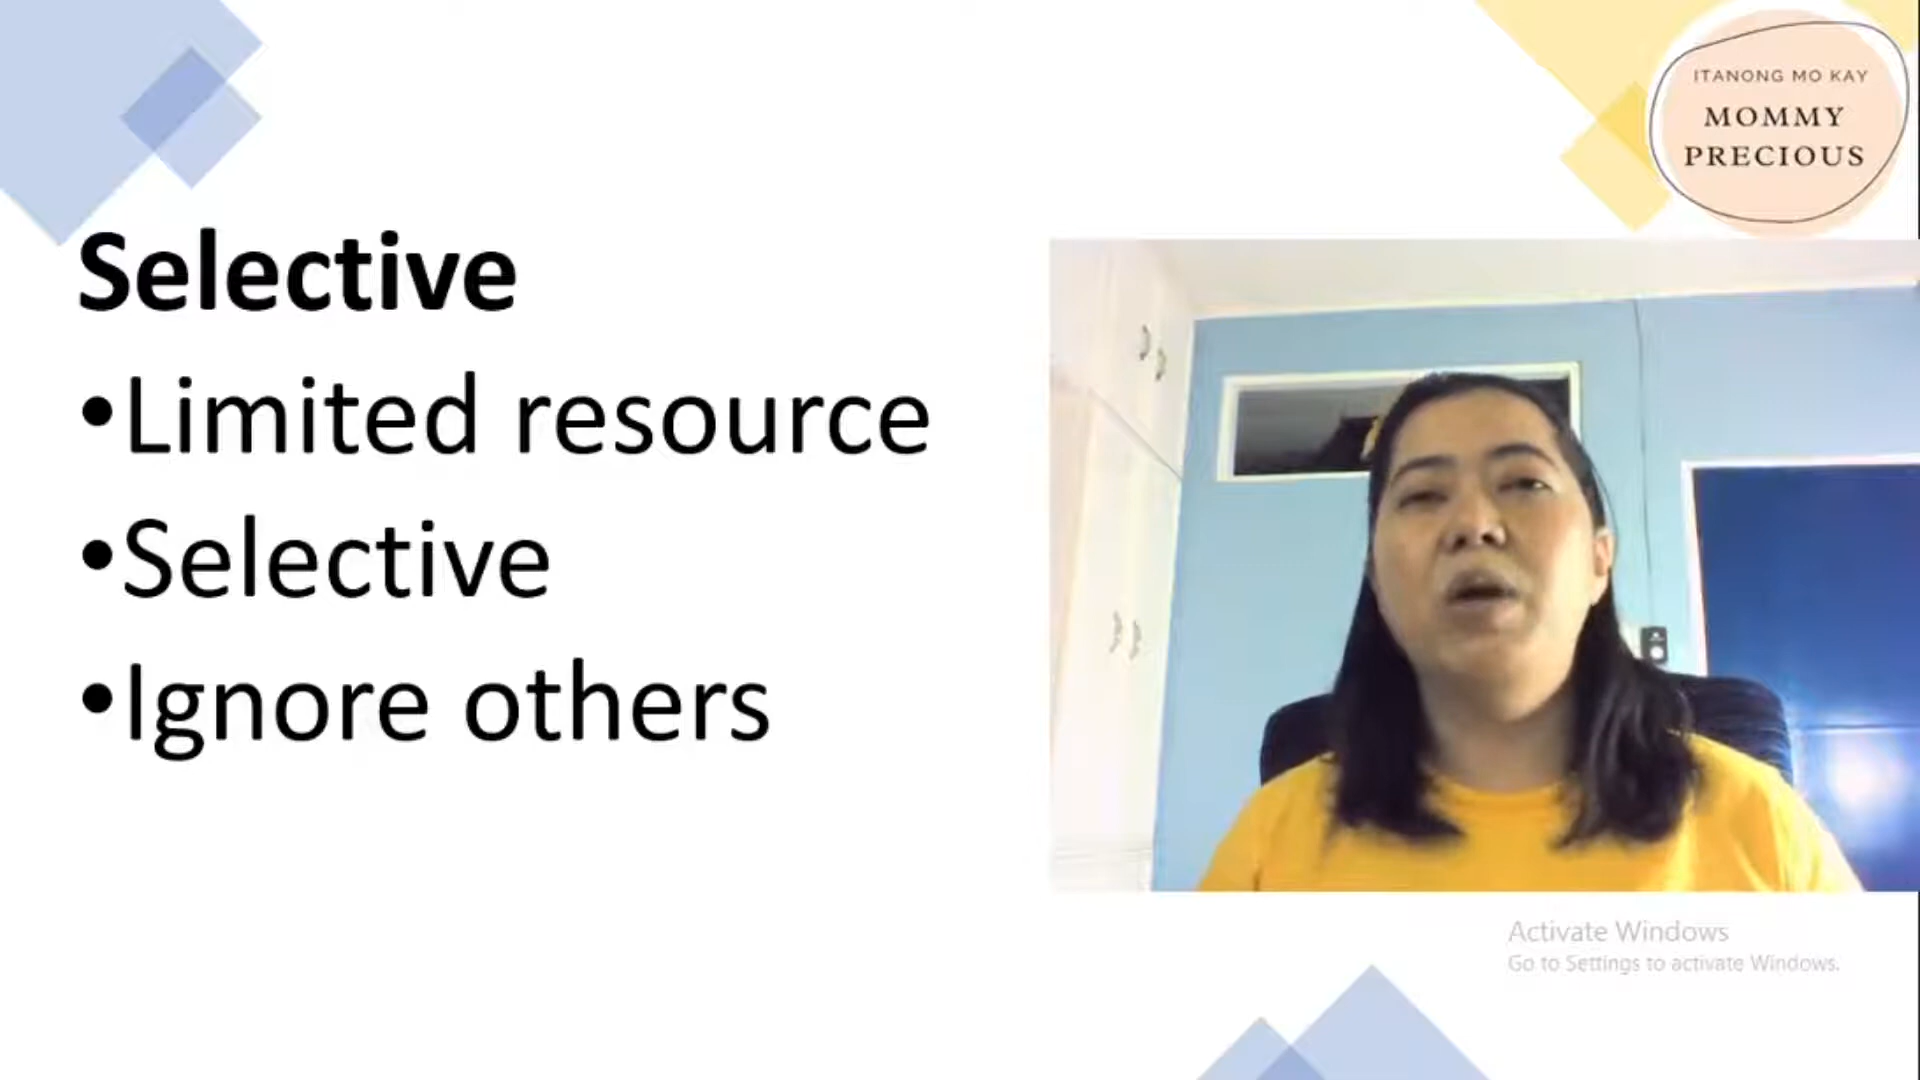 ITANONG MO KAY
MOMMY
PRECIOUS
Selective
•Limited resource
•Selective
•Ignore others
Activate Windows
Go to Settings to activate Windows.